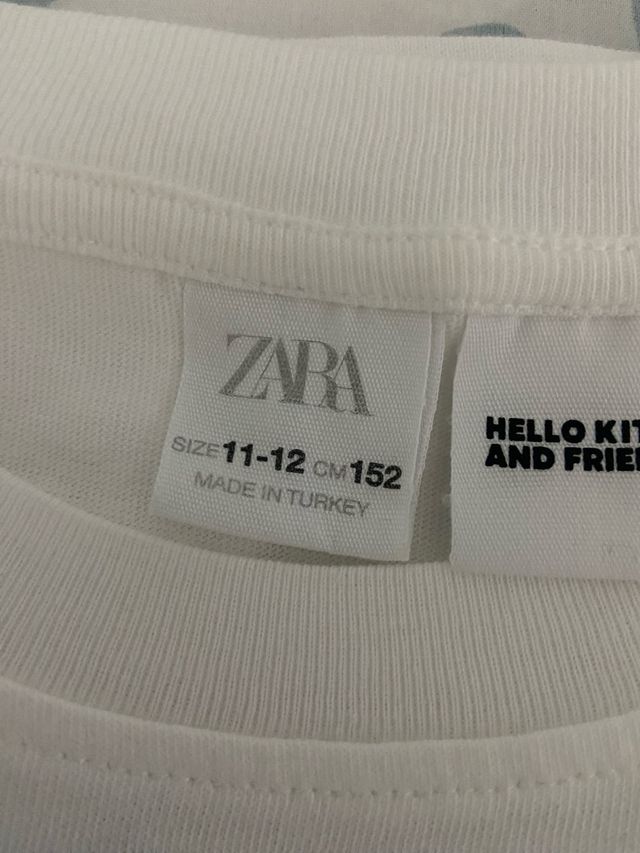 ZARA
SIZE 11-12 CM 152
MADE IN TURKEY
HELLO KIT
AND FRIE